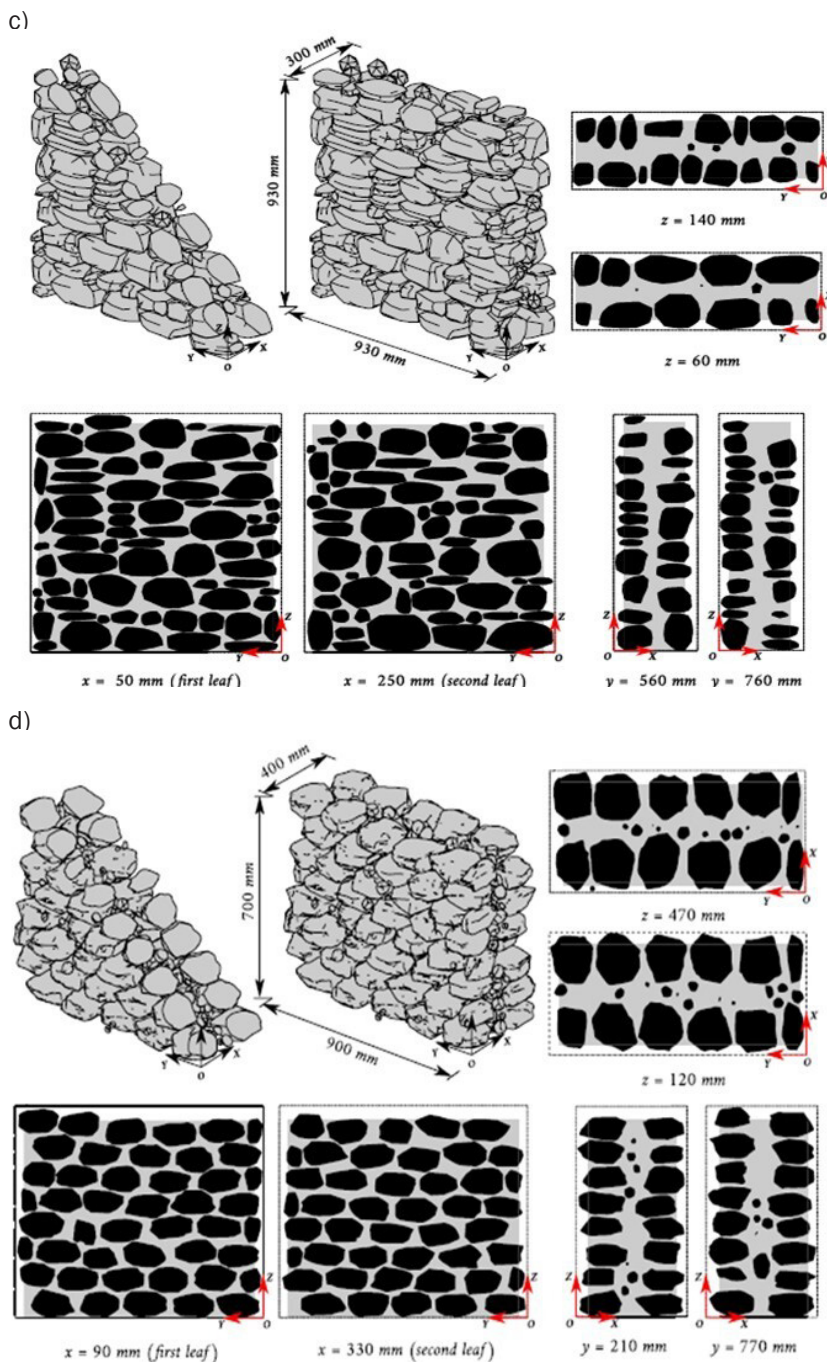 c)
300 mm
930 mm
930 mm
Z
Y
X
O
Z
Y
X
O
Y
O
z = 140 mm
Y
O
z = 60 mm
Z
Y
O
x = 50 mm (first leaf)
Z
Y
O
x = 250 mm (second leaf)
Z
O
X
y = 560 mm
Z
O
X
y = 760 mm
d)
400 mm
700 mm
900 mm
Y
X
O
Y
X
O
X
Y
O
z = 470 mm
X
Y
O
z = 120 mm
Z
Y
O
x = 90 mm (first leaf)
Z
Y
O
x = 330 mm (second leaf)
Z
O
X
y = 210 mm
Z
O
X
y = 770 mm